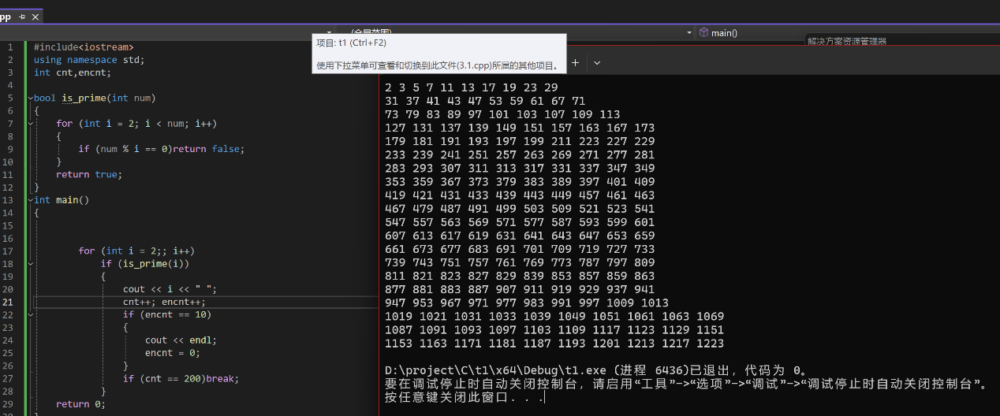 pp
(全局范围)
main()
解决方案资源管理器
项目: t1 (Ctrl+F2)
使用下拉菜单可查看和切换到此文件(3.1.cpp)所属的其他项目。
1 #include<iostream>
2 using namespace std;
3 int cnt,encnt;
4
5 bool is_prime(int num)
6 {
7 for (int i = 2; i < num; i++)
8 {
9 if (num % i == 0)return false;
10 }
11 return true;
12 }
13 int main()
14 {
15
16
17 for (int i = 2;; i++)
18 if (is_prime(i))
19 {
20 cout << i << " ";
21 cnt++; encnt++;
22 if (encnt == 10)
23 {
24 cout << endl;
25 encnt = 0;
26 }
27 if (cnt == 200)break;
28 }
29 return 0;
2 3 5 7 11 13 17 19 23 29
31 37 41 43 47 53 59 61 67 71
73 79 83 89 97 101 103 107 109 113
127 131 137 139 149 151 157 163 167 173
179 181 191 193 197 199 211 223 227 229
233 239 241 251 257 263 269 271 277 281
283 293 307 311 313 317 331 337 347 349
353 359 367 373 379 383 389 397 401 409
419 421 431 433 439 443 449 457 461 463
467 479 487 491 499 503 509 521 523 541
547 557 563 569 571 577 587 593 599 601
607 613 617 619 631 641 643 647 653 659
661 673 677 683 691 701 709 719 727 733
739 743 751 757 761 769 773 787 797 809
811 821 823 827 829 839 853 857 859 863
877 881 883 887 907 911 919 929 937 941
947 953 967 971 977 983 991 997 1009 1013
1019 1021 1031 1033 1039 1049 1051 1061 1063 1069
1087 1091 1093 1097 1103 1109 1117 1123 1129 1151
1153 1163 1171 1181 1187 1193 1201 1213 1217 1223
D:\project\C\t1\x64\Debug\t1.exe (进程 6436)已退出，代码为 0。
要在调试停止时自动关闭控制台，请启用“工具”->“选项”->“调试”->“调试停止时自动关闭控制台”。
按任意键关闭此窗口. . .